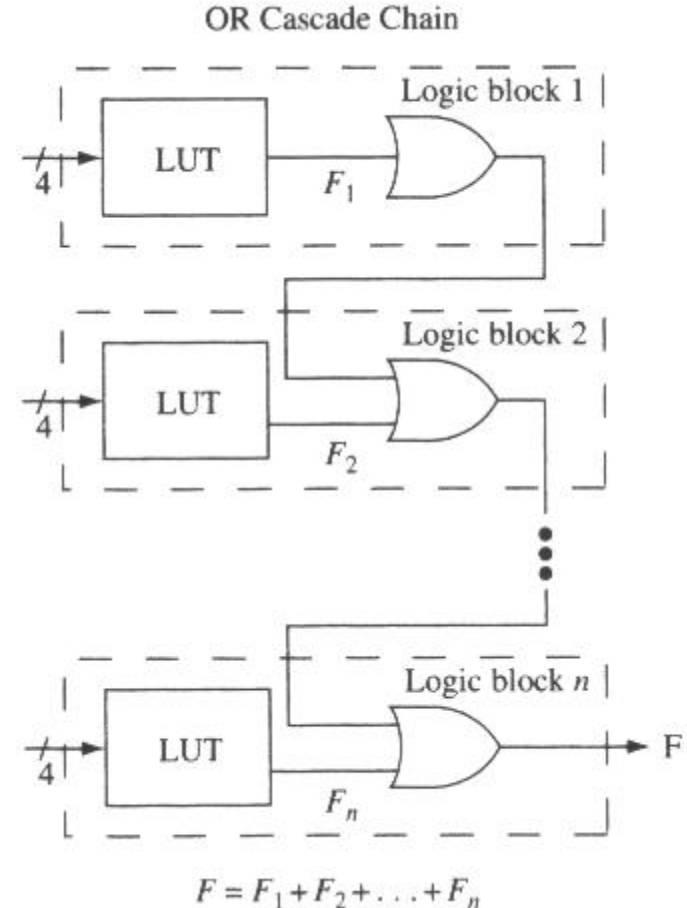 OR Cascade Chain
Logic block 1
LUT
4
F₁
Logic block 2
LUT
4
F₂
Logic block n
LUT
4
F
Fₙ
F = F₁ + F₂ + . . . + Fₙ